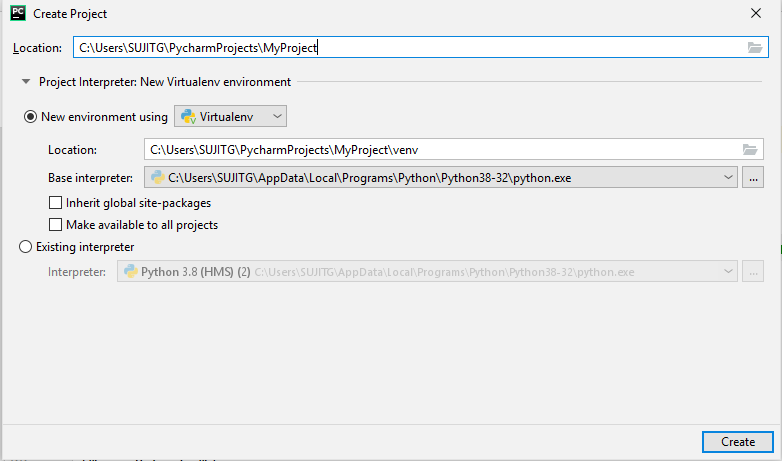 PC Create Project
Location: C:\Users\SUJITG\PycharmProjects\MyProject
Project Interpreter: New Virtualenv environment
New environment using Virtualenv
Location: C:\Users\SUJITG\PycharmProjects\MyProject\venv
Base interpreter: C:\Users\SUJITG\AppData\Local\Programs\Python\Python38-32\python.exe ...
Inherit global site-packages
Make available to all projects
Existing interpreter
Interpreter: Python 3.8 (HMS) (2) C:\Users\SUJITG\AppData\Local\Programs\Python\Python38-32\python.exe ...
Create